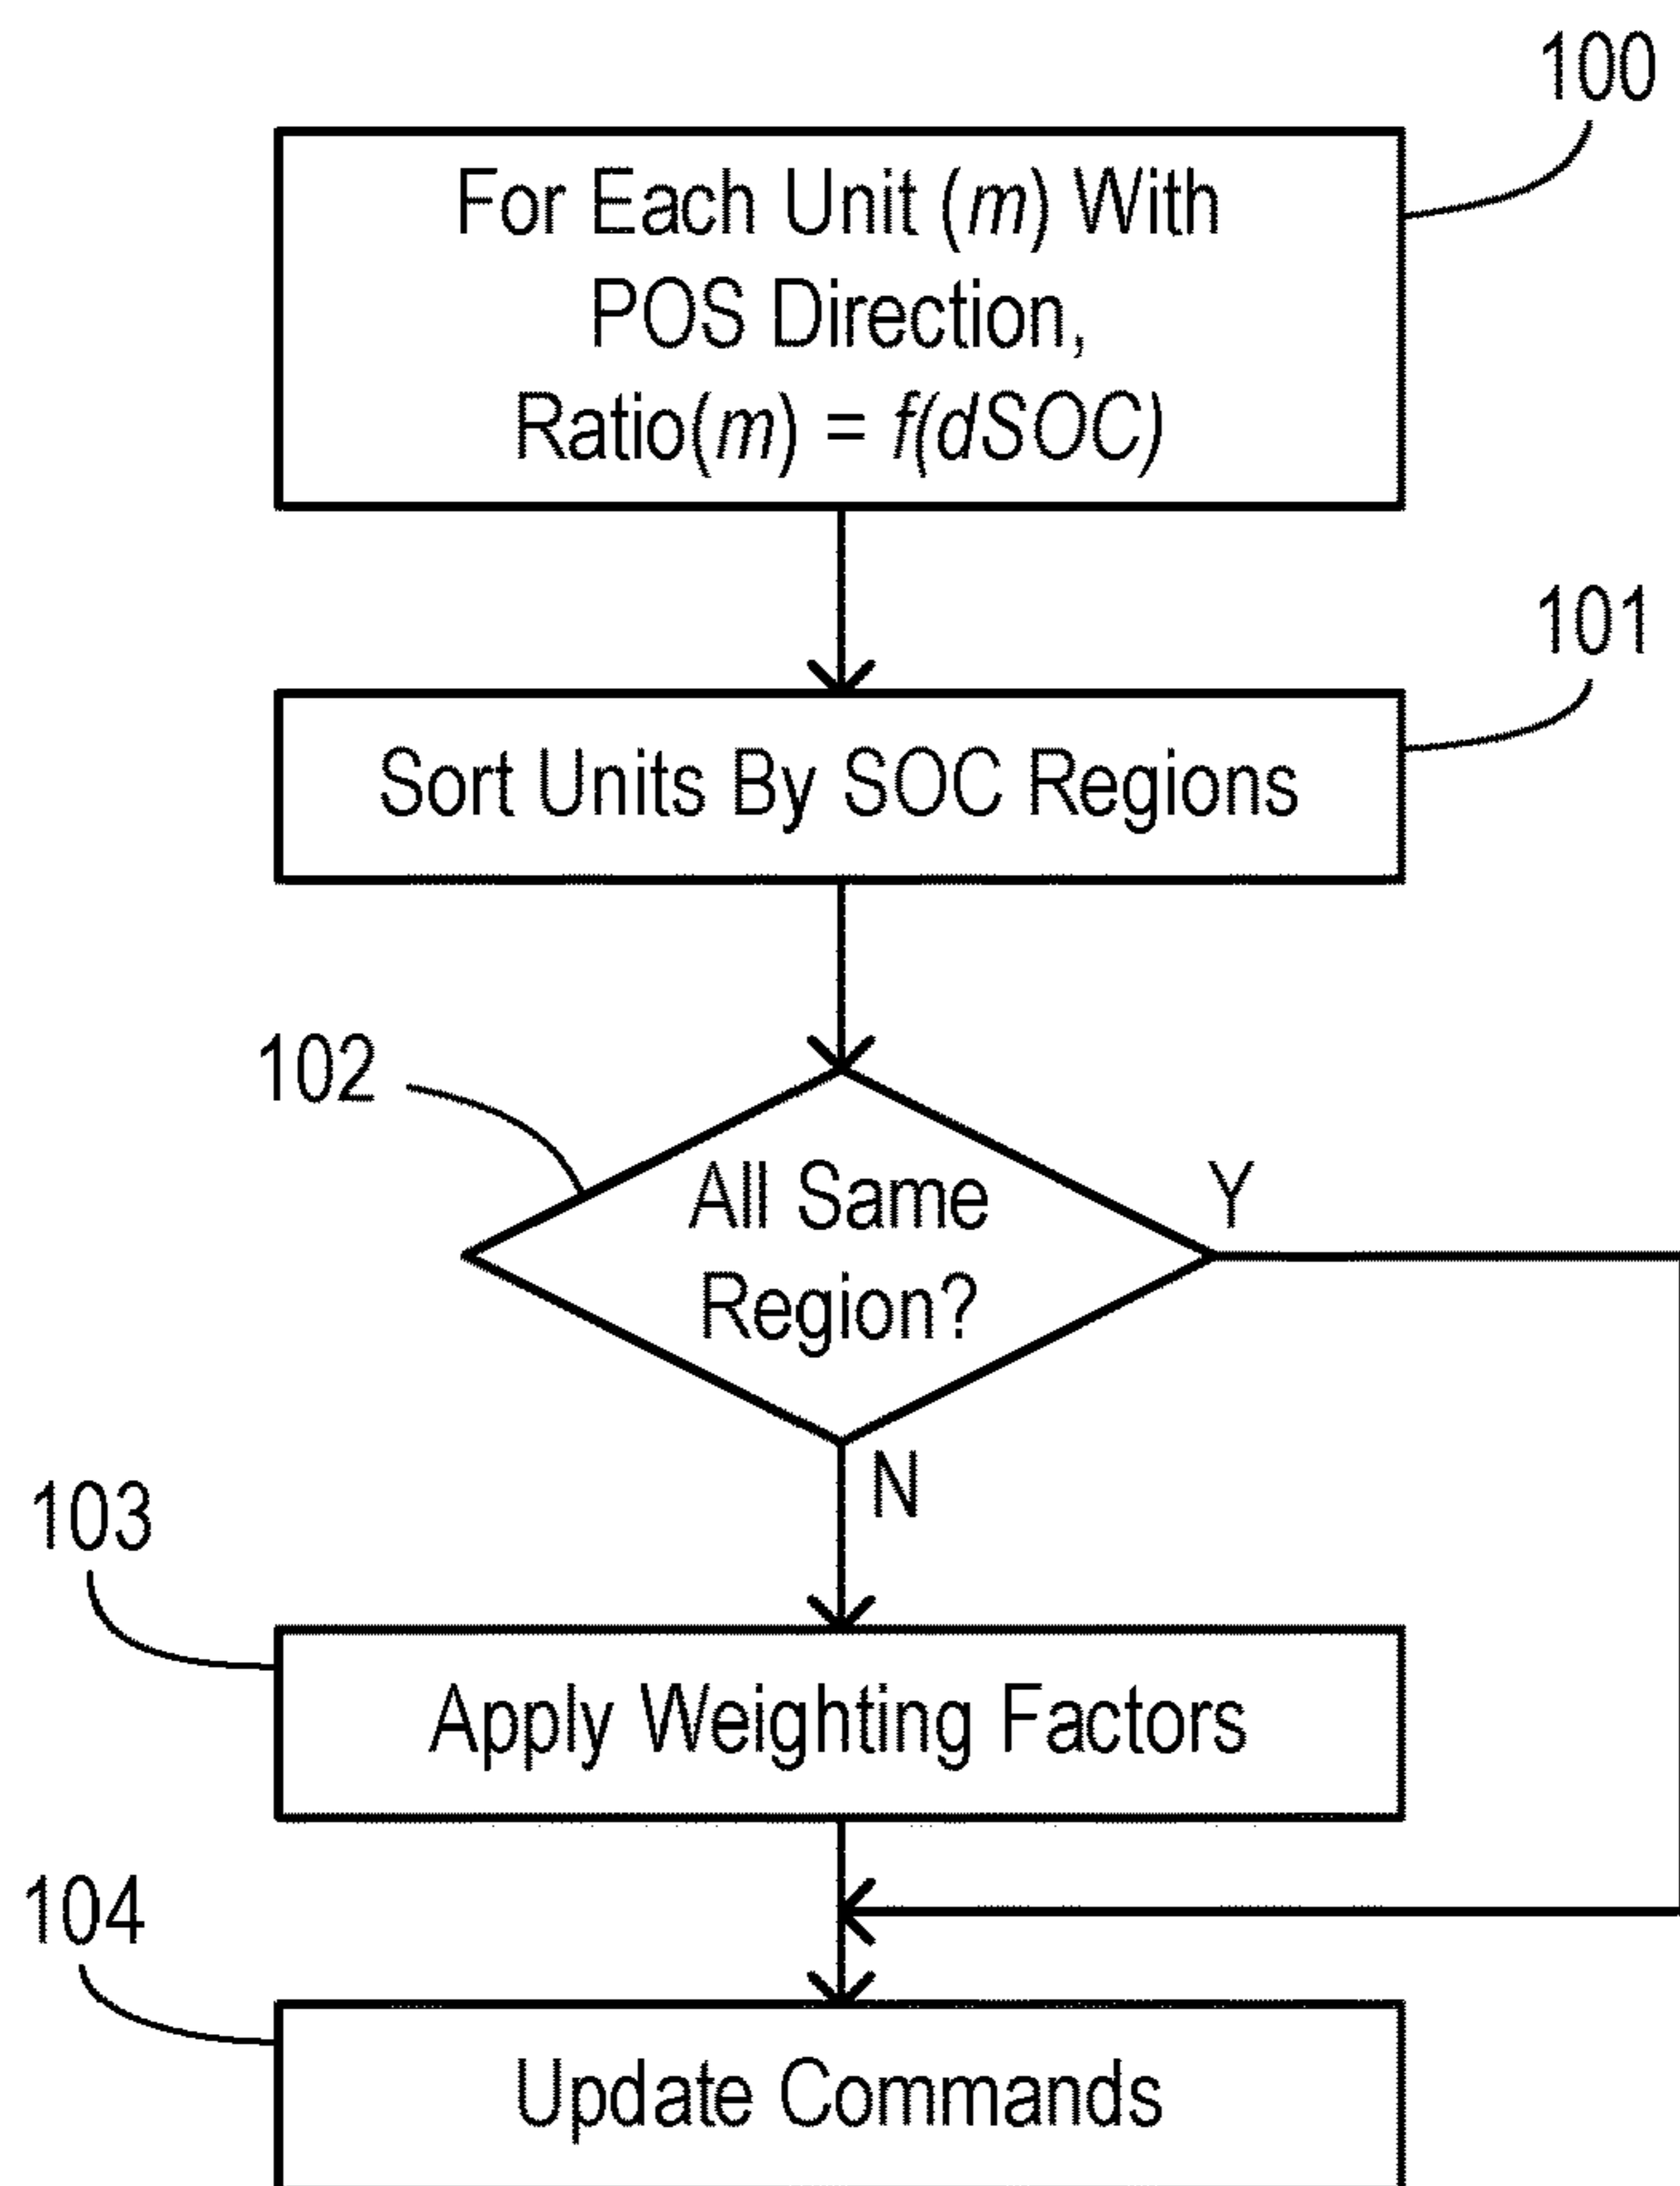 100
For Each Unit (m) With
POS Direction,
Ratio(m) = f(dSOC)
101
Sort Units By SOC Regions
102
All Same
Region?
Y
N
103
Apply Weighting Factors
104
Update Commands